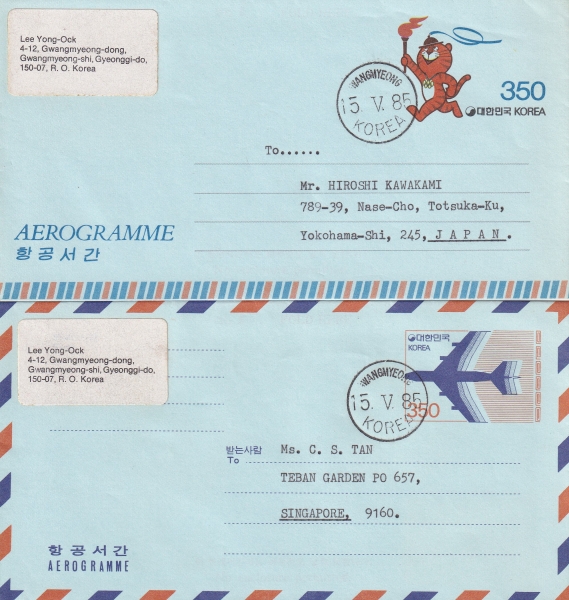 Lee Yong-Ock
4-12, Gwangmyeong-dong,
Gwangmyeong-shi, Gyeonggi-do,
150-07, R. O. Korea
WANGMYEONG
15. V. 85
KOREA
350
대한민국 KOREA
To......
Mr. HIROSHI KAWAKAMI
789-39, Nase-Cho, Totsuka-Ku,
Yokohama-Shi, 245, JAPAN.
AEROGRAMME
항공서간
Lee Yong-Ock
4-12, Gwangmyeong-dong,
Gwangmyeong-shi, Gyeonggi-do,
150-07, R. O. Korea
대한민국
KOREA
WANGMYEONG
15. V. 85
KOREA
350
받는사람
To
Ms. C. S. TAN
TEBAN GARDEN PO 657,
SINGAPORE, 9160.
항공서간
AEROGRAMME